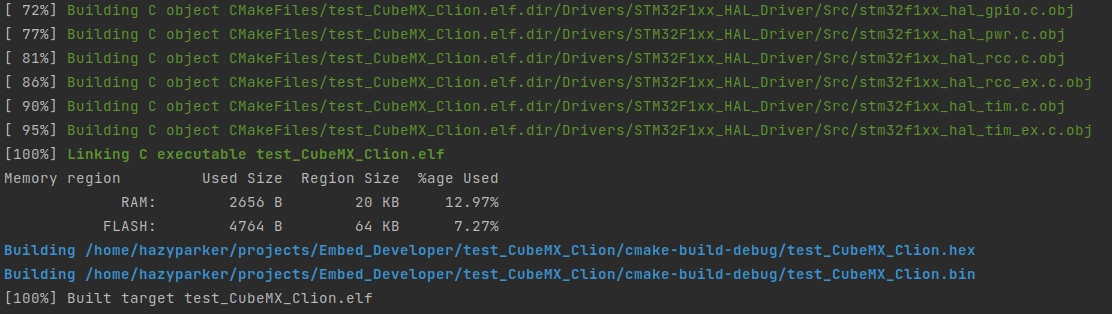 [ 72%] Building C object CMakeFiles/test_CubeMX_Clion.elf.dir/Drivers/STM32F1xx_HAL_Driver/Src/stm32f1xx_hal_gpio.c.obj
[ 77%] Building C object CMakeFiles/test_CubeMX_Clion.elf.dir/Drivers/STM32F1xx_HAL_Driver/Src/stm32f1xx_hal_pwr.c.obj
[ 81%] Building C object CMakeFiles/test_CubeMX_Clion.elf.dir/Drivers/STM32F1xx_HAL_Driver/Src/stm32f1xx_hal_rcc.c.obj
[ 86%] Building C object CMakeFiles/test_CubeMX_Clion.elf.dir/Drivers/STM32F1xx_HAL_Driver/Src/stm32f1xx_hal_rcc_ex.c.obj
[ 90%] Building C object CMakeFiles/test_CubeMX_Clion.elf.dir/Drivers/STM32F1xx_HAL_Driver/Src/stm32f1xx_hal_tim.c.obj
[ 95%] Building C object CMakeFiles/test_CubeMX_Clion.elf.dir/Drivers/STM32F1xx_HAL_Driver/Src/stm32f1xx_hal_tim_ex.c.obj
[100%] Linking C executable test_CubeMX_Clion.elf
Memory region         Used Size  Region Size  %age Used
             RAM:        2656 B        20 KB     12.97%
           FLASH:        4764 B        64 KB      7.27%
Building /home/hazyparker/projects/Embed_Developer/test_CubeMX_Clion/cmake-build-debug/test_CubeMX_Clion.hex
Building /home/hazyparker/projects/Embed_Developer/test_CubeMX_Clion/cmake-build-debug/test_CubeMX_Clion.bin
[100%] Built target test_CubeMX_Clion.elf